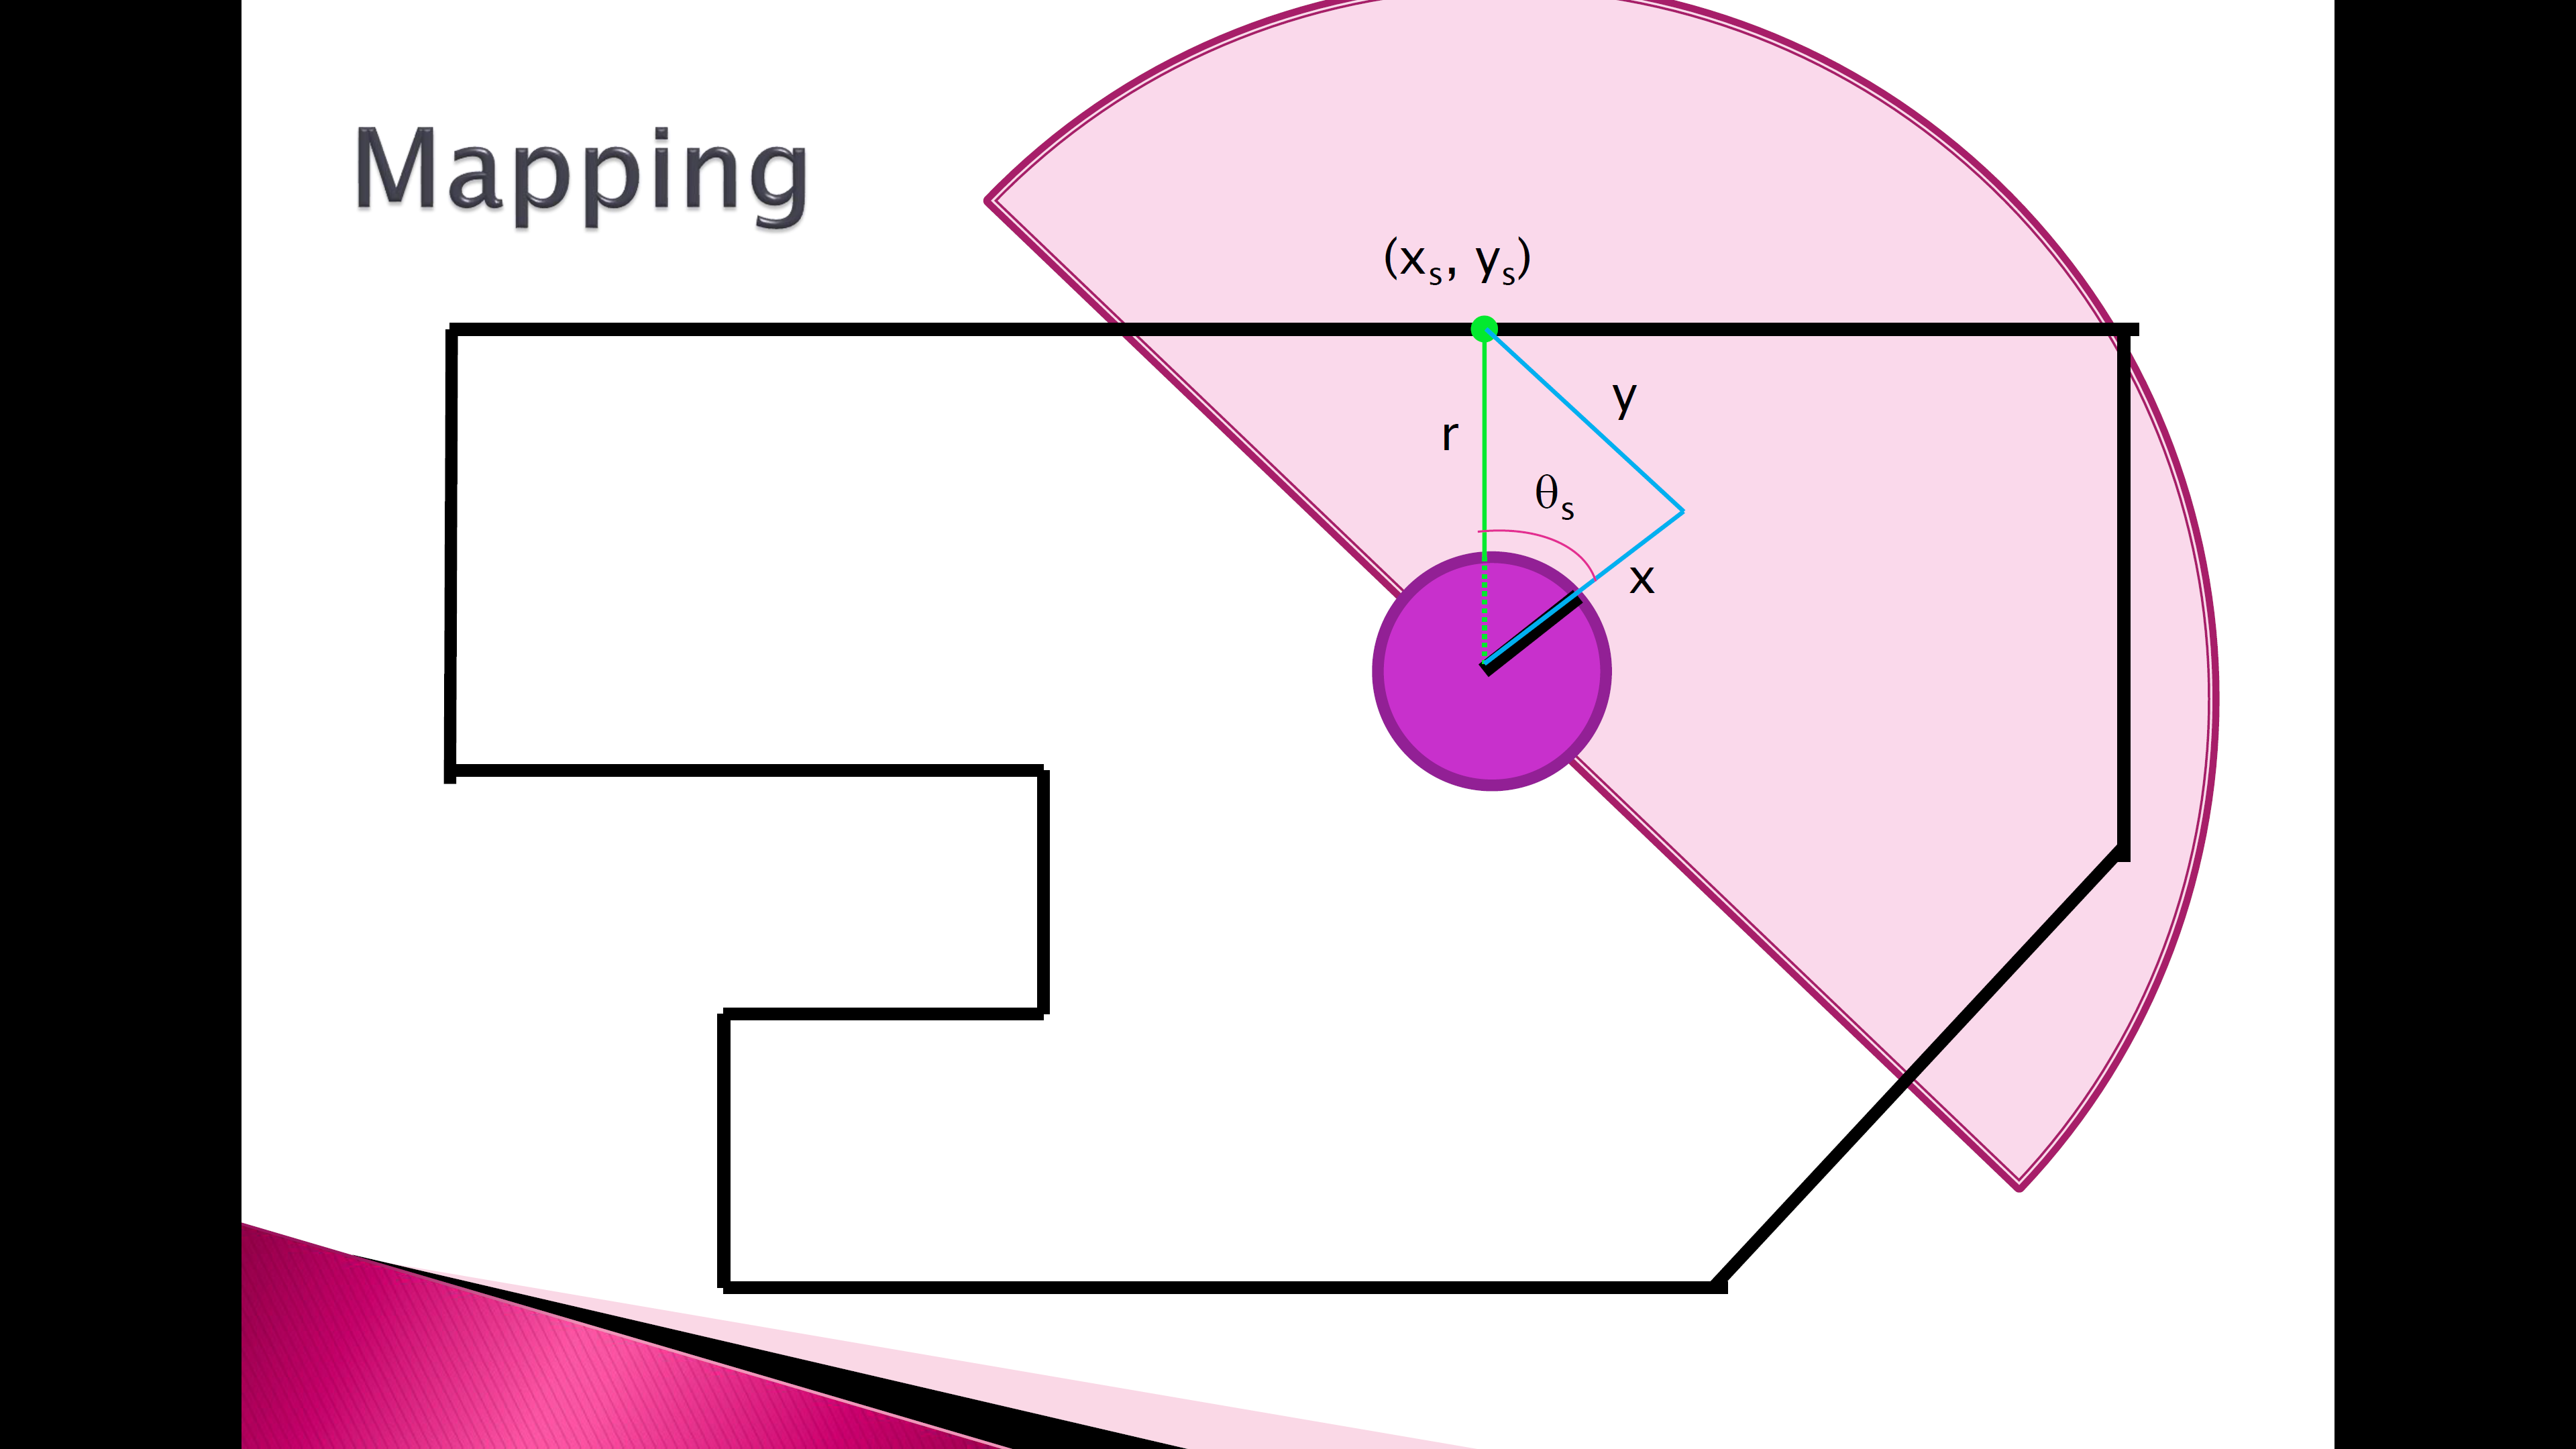 Mapping
(xₛ, yₛ)
y
r
θₛ
x